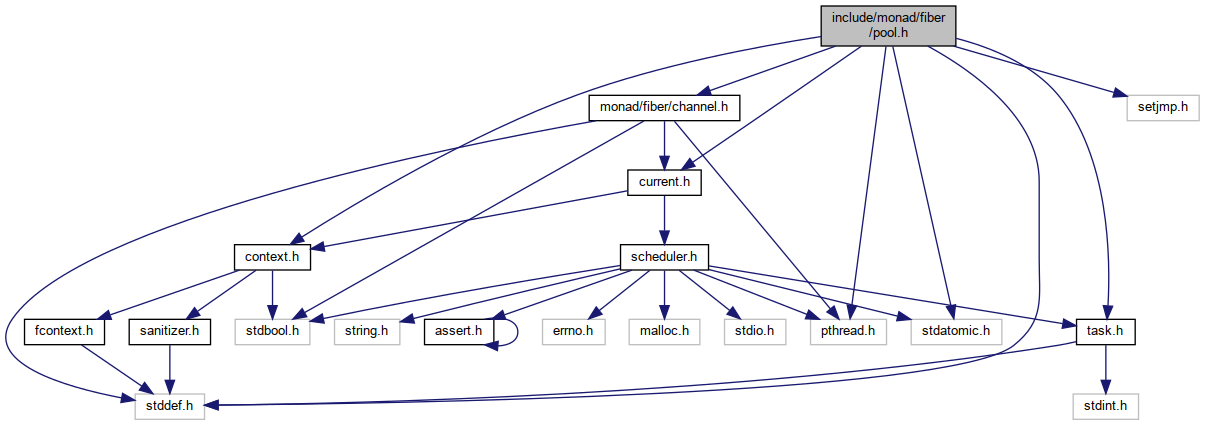 include/monad/fiber
/pool.h
monad/fiber/channel.h
setjmp.h
current.h
context.h
scheduler.h
fcontext.h
sanitizer.h
stdbool.h
string.h
assert.h
errno.h
malloc.h
stdio.h
pthread.h
stdatomic.h
task.h
stddef.h
stdint.h